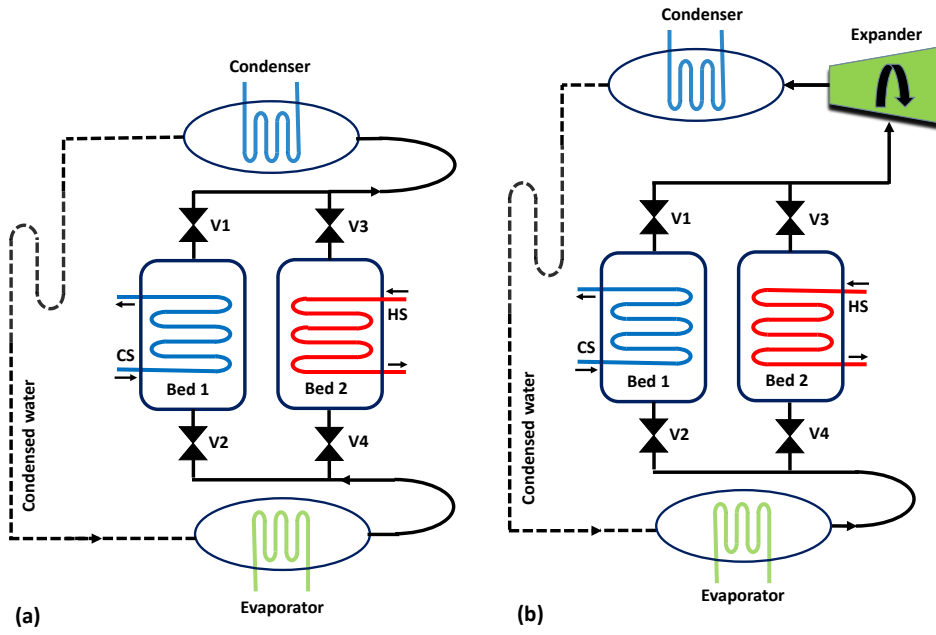 Condenser
V1
V3
HS
CS
Bed 1
Bed 2
V2
V4
Condensed water
Evaporator
(a)
Condenser
Expander
V1
V3
HS
CS
Bed 1
Bed 2
V2
V4
Condensed water
Evaporator
(b)